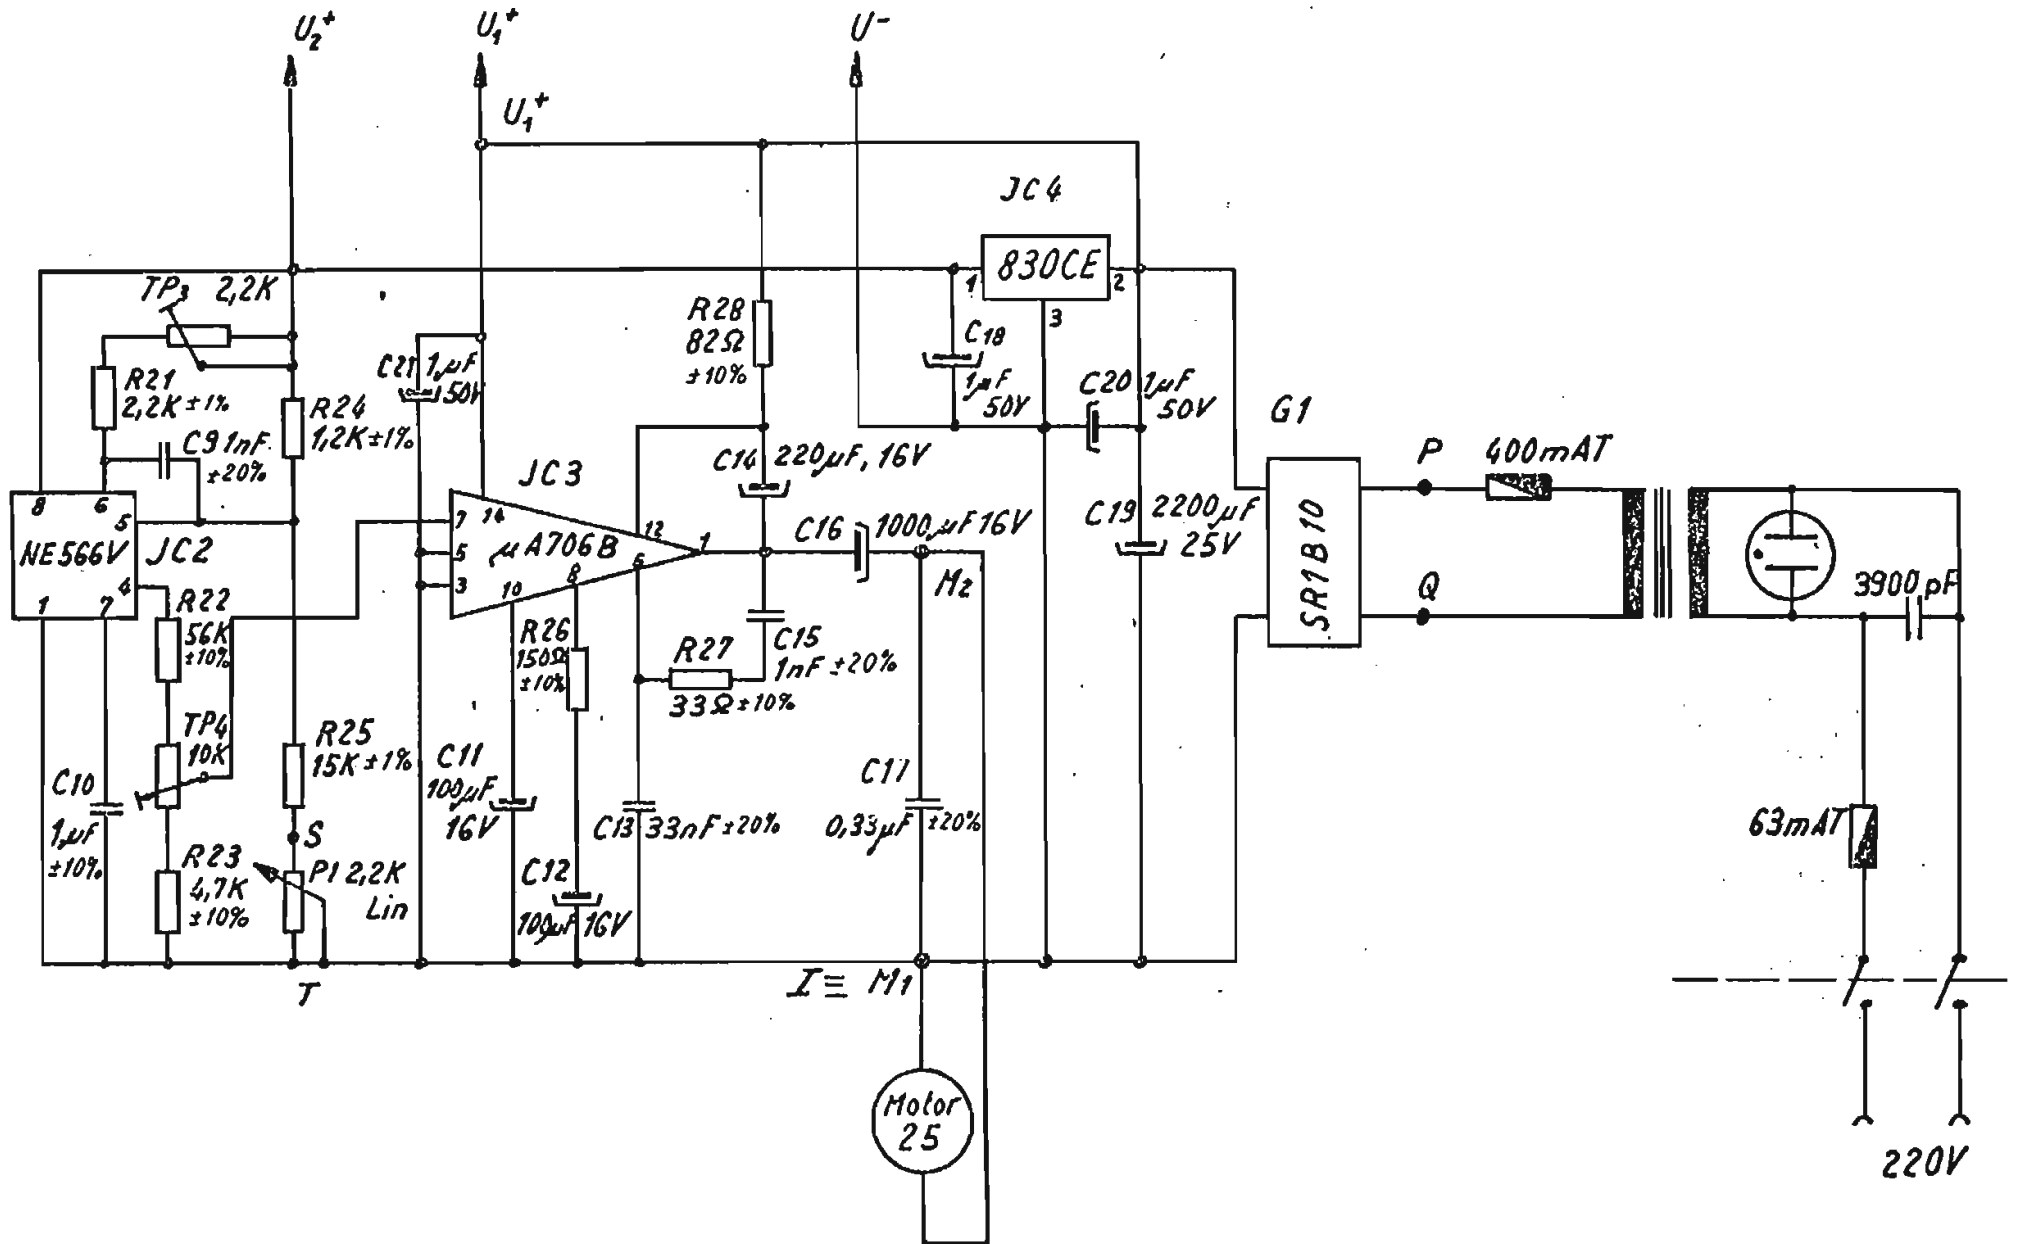 U2+
U1+
U-
U1+
JC4
830CE
1
2
3
TP3 2,2K
R28
82Ω
±10%
C18
1µF
50V
C21 1µF
50V
C20 1µF
50V
R21
2,2K ±1%
R24
1,2K ±1%
C9 1nF
±20%
G1
SR1B10
P
400mAT
Q
C14 220µF, 16V
JC3
µA706B
7
14
5
3
12
1
6
8
10
8
6
5
NE566V
JC2
4
1
7
C16 1000µF 16V
M2
C19 2200µF
25V
3900pF
R22
56K
±10%
R26
150Ω
±10%
R27
33Ω ±10%
C15
1nF ±20%
TP4
10K
R25
15K ±1%
C11
100µF
16V
C10
1µF
±10%
S
C13 33nF ±20%
C17
0,33µF ±20%
63mAT
R23
4,7K
±10%
P1 2,2K
Lin
C12
100µF 16V
T
I ≡ M1
Motor
25
220V